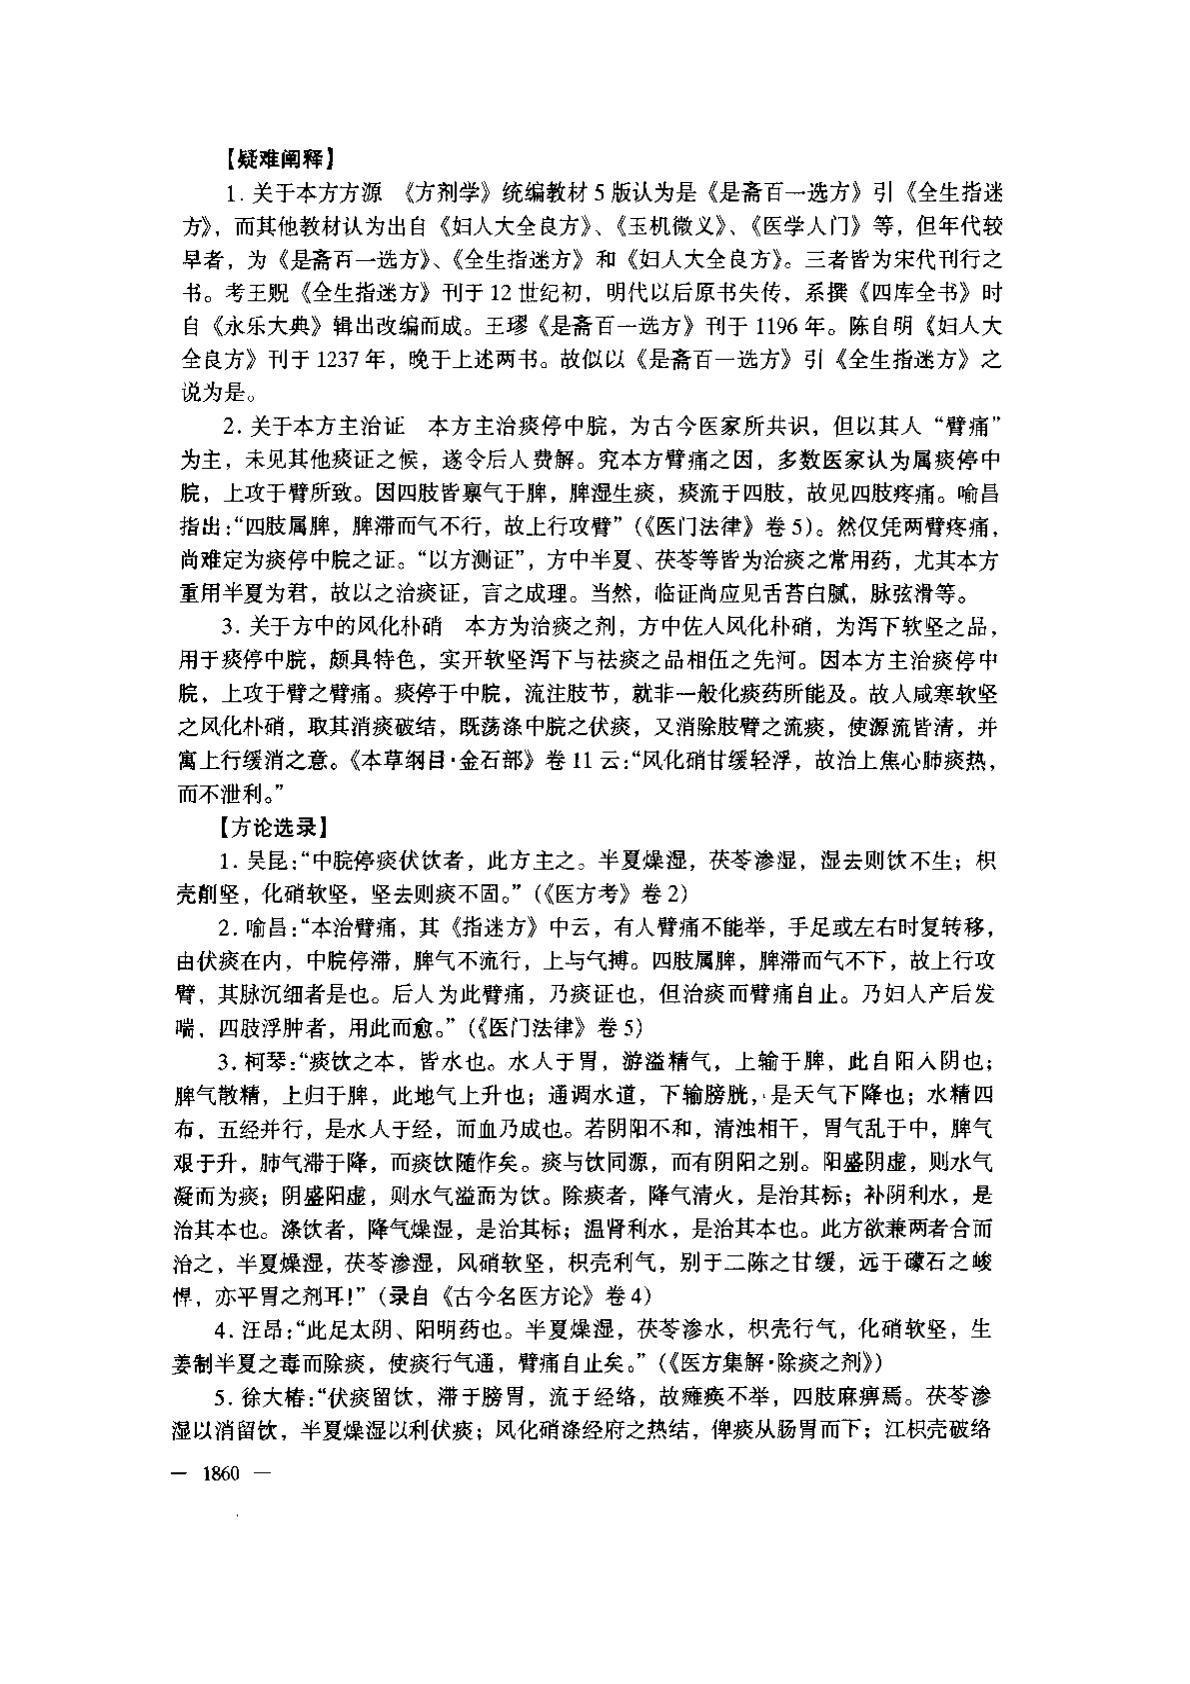 【疑难阐释】
1. 关于本方方源　《方剂学》统编教材 5 版认为是《是斋百一选方》引《全生指迷
方》，而其他教材认为出自《妇人大全良方》、《玉机微义》、《医学入门》等，但年代较
早者，为《是斋百一选方》、《全生指迷方》和《妇人大全良方》。三者皆为宋代刊行之
书。考王贶《全生指迷方》刊于 12 世纪初，明代以后原书失传，系撰《四库全书》时
自《永乐大典》辑出改编而成。王璆《是斋百一选方》刊于 1196 年。陈自明《妇人大
全良方》刊于 1237 年，晚于上述两书。故似以《是斋百一选方》引《全生指迷方》之
说为是。
2. 关于本方主治证　本方主治痰停中脘，为古今医家所共识，但以其人“臂痛”
为主，未见其他痰证之候，遂令后人费解。究本方臂痛之因，多数医家认为属痰停中
脘，上攻于臂所致。因四肢皆禀气于脾，脾湿生痰，痰流于四肢，故见四肢疼痛。喻昌
指出：“四肢属脾，脾滞而气不行，故上行攻臂”（《医门法律》卷 5）。然仅凭两臂疼痛，
尚难定为痰停中脘之证。“以方测证”，方中半夏、茯苓等皆为治痰之常用药，尤其本方
重用半夏为君，故以之治痰证，言之成理。当然，临证尚应见舌苔白腻，脉弦滑等。
3. 关于方中的风化朴硝　本方为治痰之剂，方中佐入风化朴硝，为泻下软坚之品，
用于痰停中脘，颇具特色，实开软坚泻下与祛痰之品相伍之先河。因本方主治痰停中
脘，上攻于臂之臂痛。痰停于中脘，流注肢节，就非一般化痰药所能及。故入咸寒软坚
之风化朴硝，取其消痰破结，既荡涤中脘之伏痰，又消除肢臂之流痰，使源流皆清，并
寓上行缓消之意。《本草纲目·金石部》卷 11 云：“风化硝甘缓轻浮，故治上焦心肺痰热，
而不泄利。”
【方论选录】
1. 吴昆：“中脘停痰伏饮者，此方主之。半夏燥湿，茯苓渗湿，湿去则饮不生；枳
壳削坚，化硝软坚，坚去则痰不固。”（《医方考》卷 2）
2. 喻昌：“本治臂痛，其《指迷方》中云，有人臂痛不能举，手足或左右时复转移，
由伏痰在内，中脘停滞，脾气不流行，上与气搏。四肢属脾，脾滞而气不下，故上行攻
臂，其脉沉细者是也。后人为此臂痛，乃痰证也，但治痰而臂痛自止。乃妇人产后发
喘，四肢浮肿者，用此而愈。”（《医门法律》卷 5）
3. 柯琴：“痰饮之本，皆水也。水入于胃，游溢精气，上输于脾，此自阳入阴也；
脾气散精，上归于脾，此地气上升也；通调水道，下输膀胱，是天气下降也；水精四
布，五经并行，是水入于经，而血乃成也。若阴阳不和，清浊相干，胃气乱于中，脾气
艰于升，肺气滞于降，而痰饮随作矣。痰与饮同源，而有阴阳之别。阳盛阴虚，则水气
凝而为痰；阴盛阳虚，则水气溢而为饮。除痰者，降气清火，是治其标；补阴利水，是
治其本也。涤饮者，降气燥湿，是治其标；温肾利水，是治其本也。此方欲兼两者合而
治之，半夏燥湿，茯苓渗湿，风硝软坚，枳壳利气，别于二陈之甘缓，远于礞石之峻
悍，亦平胃之剂耳！”（录自《古今名医方论》卷 4）
4. 汪昂：“此足太阴、阳明药也。半夏燥湿，茯苓渗水，枳壳行气，化硝软坚，生
姜制半夏之毒而除痰，使痰行气通，臂痛自止矣。”（《医方集解·除痰之剂》）
5. 徐大椿：“伏痰留饮，滞于膀胃，流于经络，故瘫痪不举，四肢麻痹焉。茯苓渗
湿以消留饮，半夏燥湿以利伏痰；风化硝涤经府之热结，俾痰从肠胃而下；江枳壳破络
— 1860 —